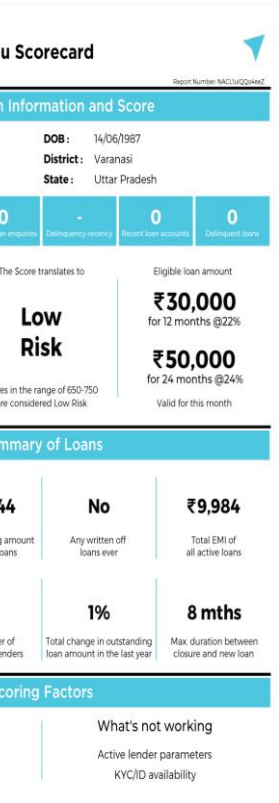 u Scorecard
Report Number NACL1ulQQo4eeZ
Information and Score
DOB : 14/06/1987
District : Varanasi
State : Uttar Pradesh
0 - 0 0
an enquiries Delinquency recency Recent loan accounts Delinquent loans
The Score translates to Eligible loan amount
Low
Risk
₹30,000
for 12 months @22%
₹50,000
for 24 months @24%
es in the range of 650-750
re considered Low Risk
Valid for this month
mmary of Loans
44 No ₹9,984
g amount
oans
Any written off
loans ever
Total EMI of
all active loans
1% 8 mths
er of
enders
Total change in outstanding
loan amount in the last year
Max. duration between
closure and new loan
coring Factors
What's not working
Active lender parameters
KYC/ID availability